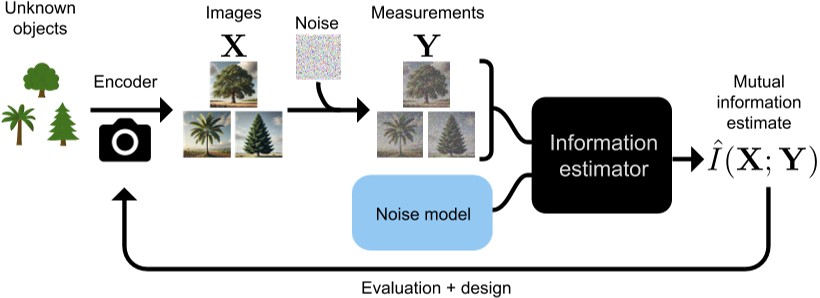 Unknown
objects
Encoder
Images
X
Noise
Measurements
Y
Noise model
Information
estimator
Mutual
information
estimate
Î(X; Y)
Evaluation + design